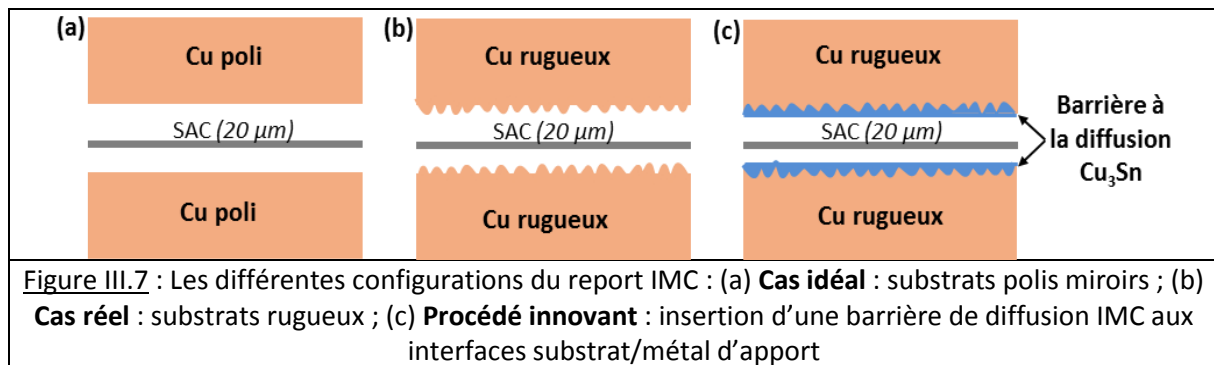 (a)
Cu poli
SAC (20 µm)
Cu poli
(b)
Cu rugueux
SAC (20 µm)
Cu rugueux
(c)
Cu rugueux
SAC (20 µm)
Cu rugueux
Barrière à
la diffusion
Cu₃Sn
Figure III.7 : Les différentes configurations du report IMC : (a) Cas idéal : substrats polis miroirs ; (b)
Cas réel : substrats rugueux ; (c) Procédé innovant : insertion d’une barrière de diffusion IMC aux
interfaces substrat/métal d’apport